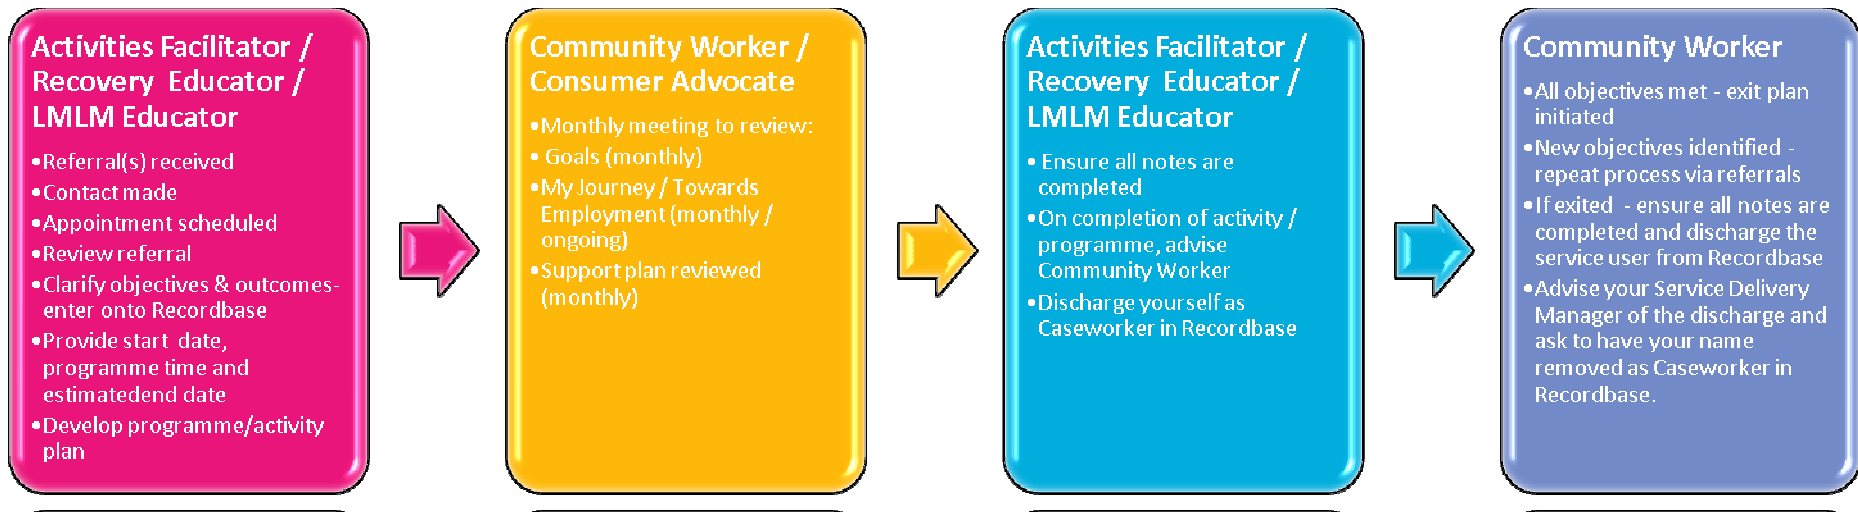 Activities Facilitator /
Recovery Educator /
LMLM Educator
•Referral(s) received
•Contact made
•Appointment scheduled
•Review referral
•Clarify objectives & outcomes-
enter onto Recordbase
•Provide start date,
programme time and
estimatedend date
•Develop programme/activity
plan
Community Worker /
Consumer Advocate
•Monthly meeting to review:
• Goals (monthly)
•My Journey / Towards
Employment (monthly /
ongoing)
•Support plan reviewed
(monthly)
Activities Facilitator /
Recovery Educator /
LMLM Educator
• Ensure all notes are
completed
•On completion of activity /
programme, advise
Community Worker
•Discharge yourself as
Caseworker in Recordbase
Community Worker
•All objectives met - exit plan
initiated
•New objectives identified -
repeat process via referrals
•If exited - ensure all notes are
completed and discharge the
service user from Recordbase
•Advise your Service Delivery
Manager of the discharge and
ask to have your name
removed as Caseworker in
Recordbase.